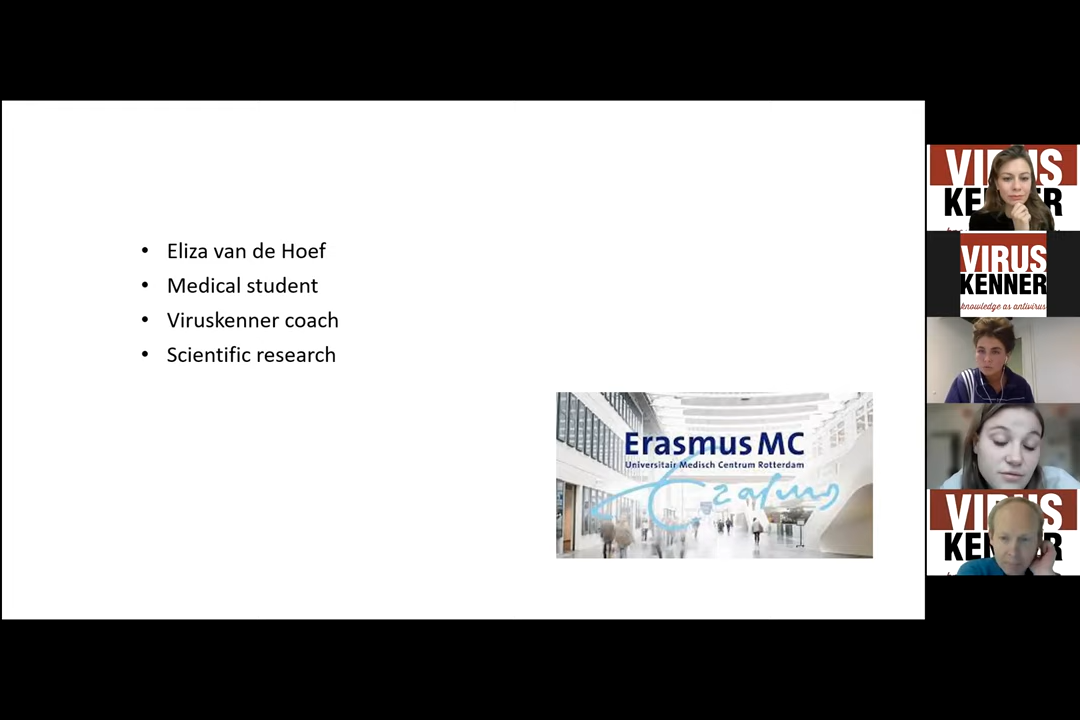 • Eliza van de Hoef
• Medical student
• Viruskenner coach
• Scientific research
Erasmus MC
Universitair Medisch Centrum Rotterdam
Erasmus
VIRUS
KENNER
knowledge as antivirus